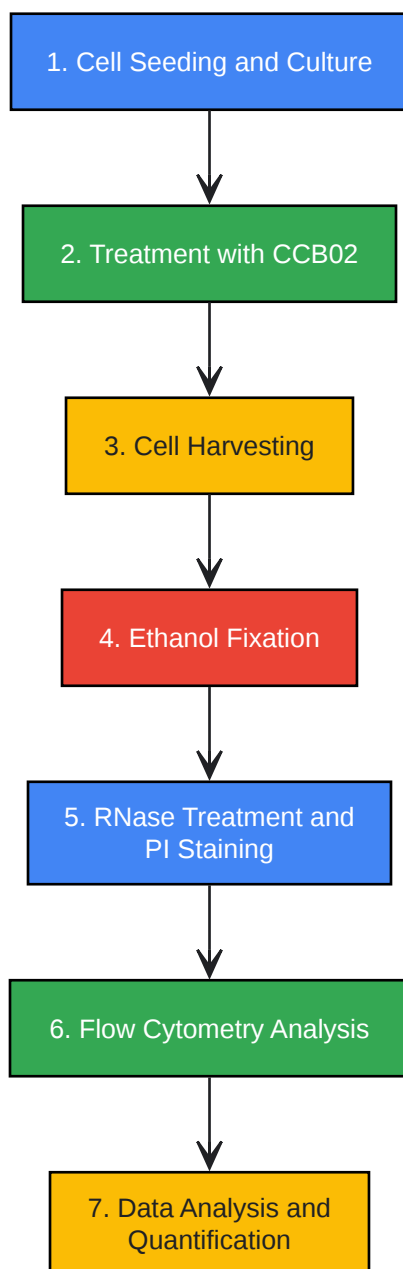 1. Cell Seeding and Culture
2. Treatment with CCB02
3. Cell Harvesting
4. Ethanol Fixation
5. RNase Treatment and
PI Staining
6. Flow Cytometry Analysis
7. Data Analysis and
Quantification